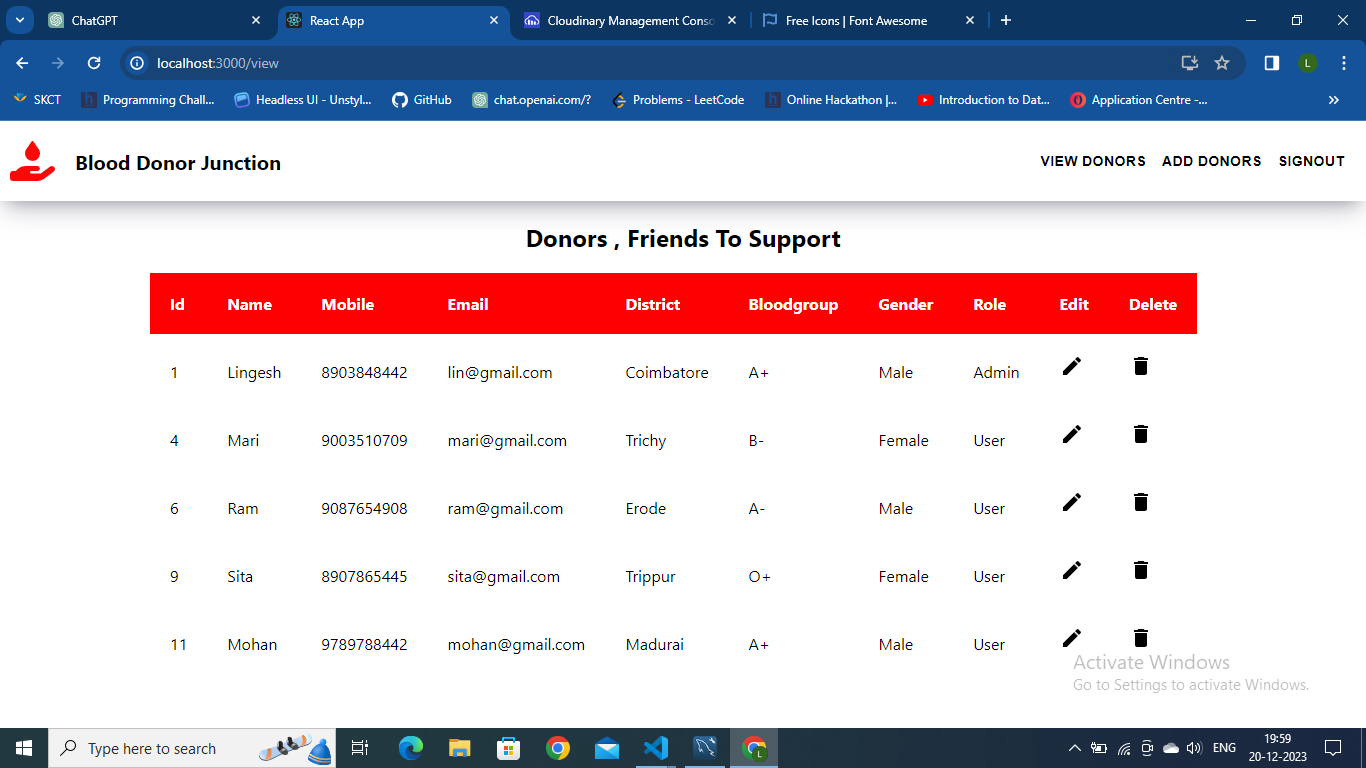 ChatGPT React App Cloudinary Management Conso Free Icons | Font Awesome
localhost:3000/view L
SKCT Programming Chall... Headless UI - Unstyl... GitHub chat.openai.com/? Problems - LeetCode Online Hackathon |... Introduction to Dat... Application Centre -...
Blood Donor Junction VIEW DONORS ADD DONORS SIGNOUT
Donors , Friends To Support
Id Name Mobile Email District Bloodgroup Gender Role Edit Delete
1 Lingesh 8903848442 lin@gmail.com Coimbatore A+ Male Admin
4 Mari 9003510709 mari@gmail.com Trichy B- Female User
6 Ram 9087654908 ram@gmail.com Erode A- Male User
9 Sita 8907865445 sita@gmail.com Trippur O+ Female User
11 Mohan 9789788442 mohan@gmail.com Madurai A+ Male User
Activate Windows
Go to Settings to activate Windows.
Type here to search L ENG 19:59
20-12-2023